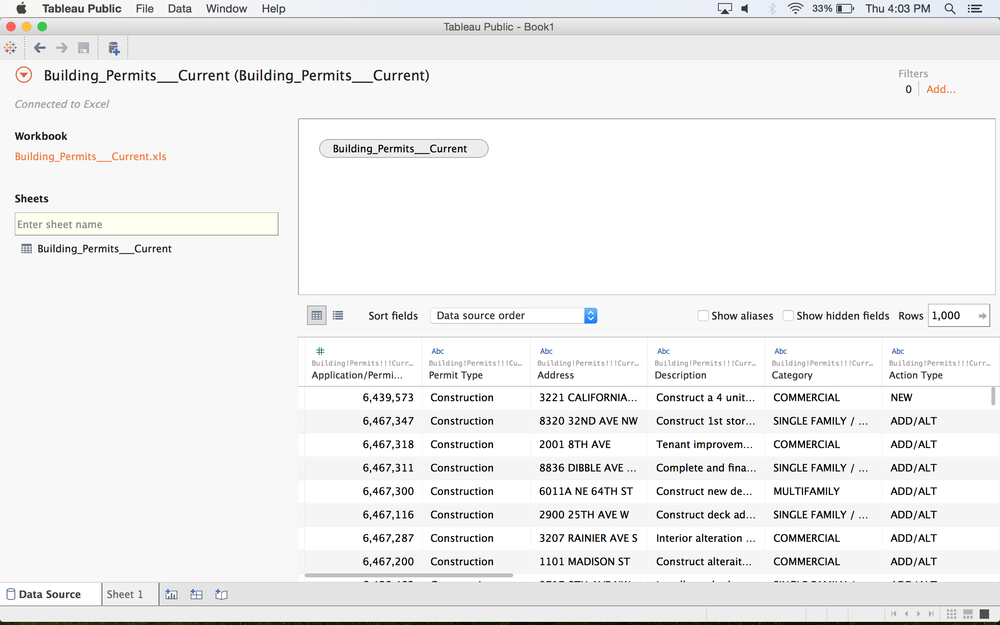 Tableau Public File Data Window Help 33% Thu 4:03 PM
Tableau Public - Book1
Building_Permits___Current (Building_Permits___Current)
Filters
0 Add...
Connected to Excel
Workbook
Building_Permits___Current.xls
Sheets
Enter sheet name
Building_Permits___Current
Building_Permits___Current
Sort fields Data source order Show aliases Show hidden fields Rows 1,000
# Abc Abc Abc Abc Abc
Building!Permits!!!Curr... Building!Permits!!!Cu... Building!Permits!!!Curr... Building!Permits!!!Curr... Building!Permits!!!Curr... Building!Permits!!!Curr...
Application/Permi... Permit Type Address Description Category Action Type
6,439,573 Construction 3221 CALIFORNIA... Construct a 4 unit... COMMERCIAL NEW
6,467,347 Construction 8320 32ND AVE NW Construct 1st stor... SINGLE FAMILY / ... ADD/ALT
6,467,318 Construction 2001 8TH AVE Tenant improvem... COMMERCIAL ADD/ALT
6,467,311 Construction 8836 DIBBLE AVE ... Complete and fina... SINGLE FAMILY / ... ADD/ALT
6,467,300 Construction 6011A NE 64TH ST Construct new de... MULTIFAMILY ADD/ALT
6,467,116 Construction 2900 25TH AVE W Construct deck ad... SINGLE FAMILY / ... ADD/ALT
6,467,287 Construction 3207 RAINIER AVE S Interior alteration ... COMMERCIAL ADD/ALT
6,467,200 Construction 1101 MADISON ST Construct alterait... COMMERCIAL ADD/ALT
Data Source Sheet 1